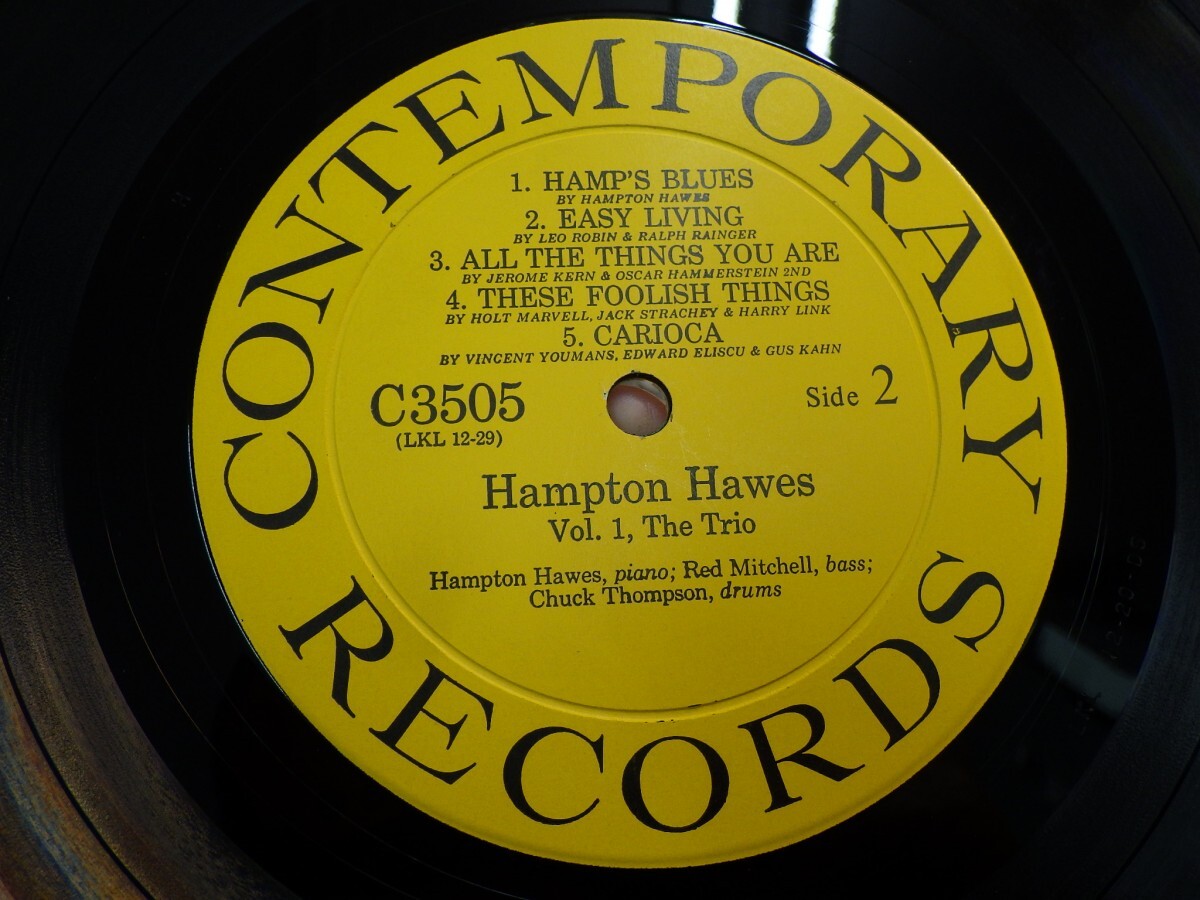 CONTEMPORARY
1. HAMP'S BLUES
BY HAMPTON HAWES
2. EASY LIVING
BY LEO ROBIN & RALPH RAINGER
3. ALL THE THINGS YOU ARE
BY JEROME KERN & OSCAR HAMMERSTEIN 2ND
4. THESE FOOLISH THINGS
BY HOLT MARVELL, JACK STRACHEY & HARRY LINK
5. CARIOCA
BY VINCENT YOUMANS, EDWARD ELISCU & GUS KAHN
C3505
(LKL 12-29)
Side 2
Hampton Hawes
Vol. 1, The Trio
Hampton Hawes, piano; Red Mitchell, bass;
Chuck Thompson, drums
RECORDS